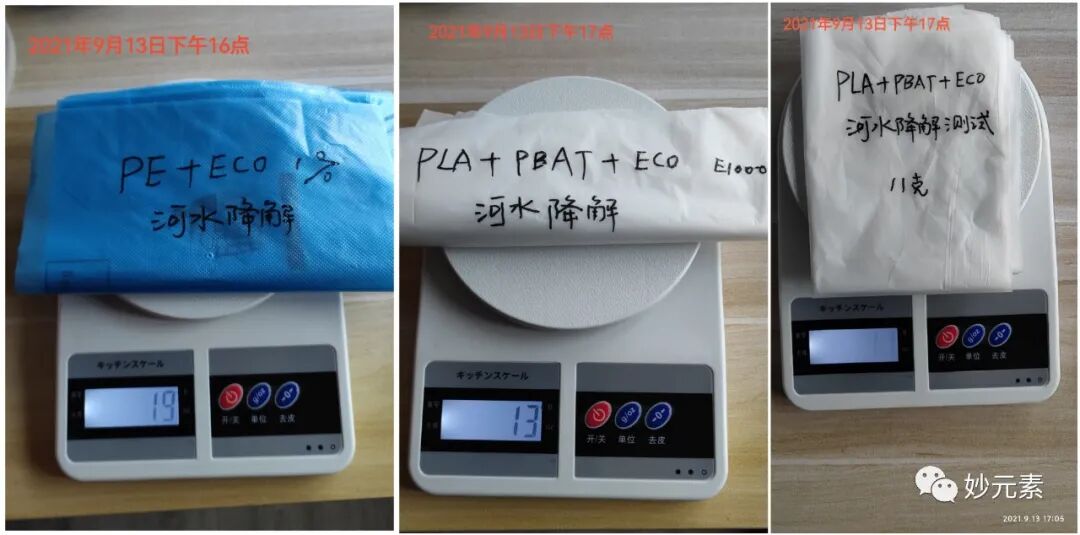 2021年9月13日下午16点
PE+ECO 1%
河水降解
キッチンスケール
19
开/关 单位 去皮
g/oz
2021年9月13日下午17点
PLA+PBAT+ECO E1000
河水降解
キッチンスケール
13
g/oz
开/关 单位 去皮
2021年9月13日下午17点
PLA+PBAT+ECO
河水降解测试
11克
キッチンスケール
g/oz
开/关 单位 去皮
妙元素
2021.9.13 17:05